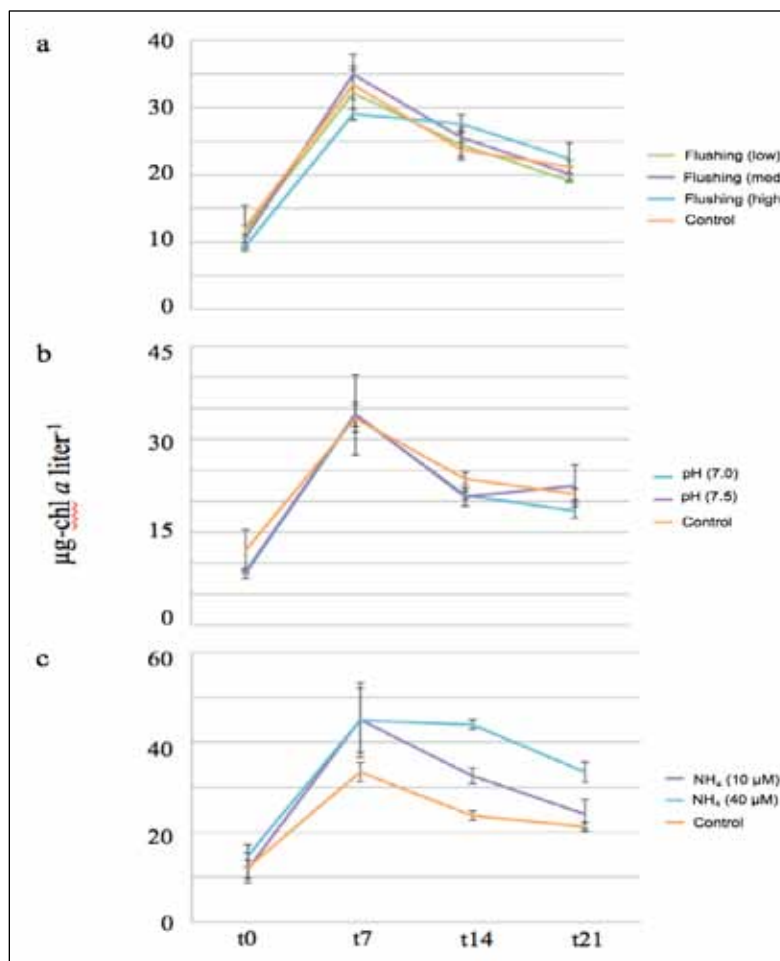 a
40
30
20
10
0
Flushing (low)
Flushing (med
Flushing (high
Control
b
45
30
15
0
µg-chl a liter-1
pH (7.0)
pH (7.5)
Control
c
60
40
20
0
NH₄ (10 µM)
NH₄ (40 µM)
Control
t0 t7 t14 t21